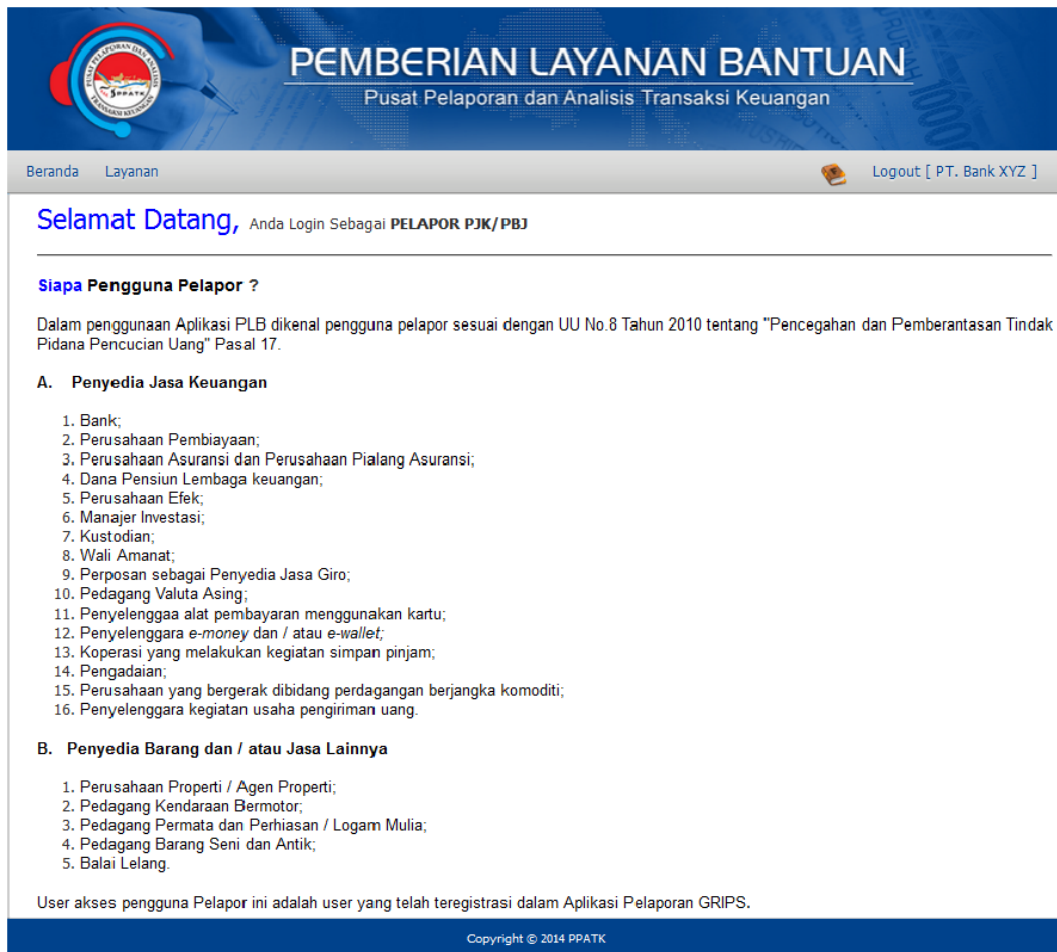 PUSAT PELAPORAN DAN ANALISIS
PPATK
TRANSAKSI KEUANGAN
PEMBERIAN LAYANAN BANTUAN
Pusat Pelaporan dan Analisis Transaksi Keuangan
Beranda Layanan Logout [ PT. Bank XYZ ]
Selamat Datang, Anda Login Sebagai PELAPOR PJK/PBJ
Siapa Pengguna Pelapor ?
Dalam penggunaan Aplikasi PLB dikenal pengguna pelapor sesuai dengan UU No.8 Tahun 2010 tentang "Pencegahan dan Pemberantasan Tindak
Pidana Pencucian Uang" Pasal 17.
A. Penyedia Jasa Keuangan
1. Bank;
2. Perusahaan Pembiayaan;
3. Perusahaan Asuransi dan Perusahaan Pialang Asuransi;
4. Dana Pensiun Lembaga keuangan;
5. Perusahaan Efek;
6. Manajer Investasi;
7. Kustodian;
8. Wali Amanat;
9. Perposan sebagai Penyedia Jasa Giro;
10. Pedagang Valuta Asing;
11. Penyelenggaa alat pembayaran menggunakan kartu;
12. Penyelenggara e-money dan / atau e-wallet;
13. Koperasi yang melakukan kegiatan simpan pinjam;
14. Pengadaian;
15. Perusahaan yang bergerak dibidang perdagangan berjangka komoditi;
16. Penyelenggara kegiatan usaha pengiriman uang.
B. Penyedia Barang dan / atau Jasa Lainnya
1. Perusahaan Properti / Agen Properti;
2. Pedagang Kendaraan Bermotor;
3. Pedagang Permata dan Perhiasan / Logam Mulia;
4. Pedagang Barang Seni dan Antik;
5. Balai Lelang.
User akses pengguna Pelapor ini adalah user yang telah teregistrasi dalam Aplikasi Pelaporan GRIPS.
Copyright © 2014 PPATK